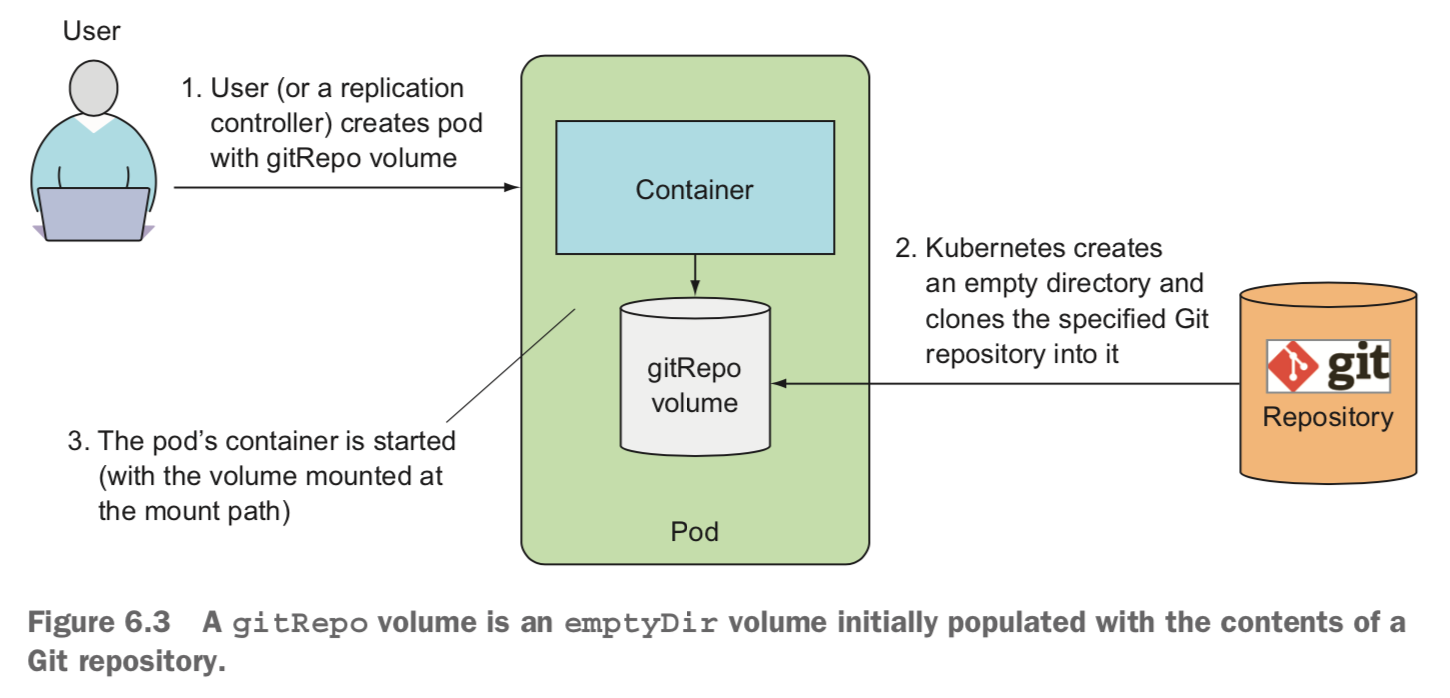 User
1. User (or a replication
controller) creates pod
with gitRepo volume
Container
2. Kubernetes creates
an empty directory and
clones the specified Git
repository into it
gitRepo
volume
git
Repository
3. The pod’s container is started
(with the volume mounted at
the mount path)
Pod
Figure 6.3 A gitRepo volume is an emptyDir volume initially populated with the contents of a
Git repository.